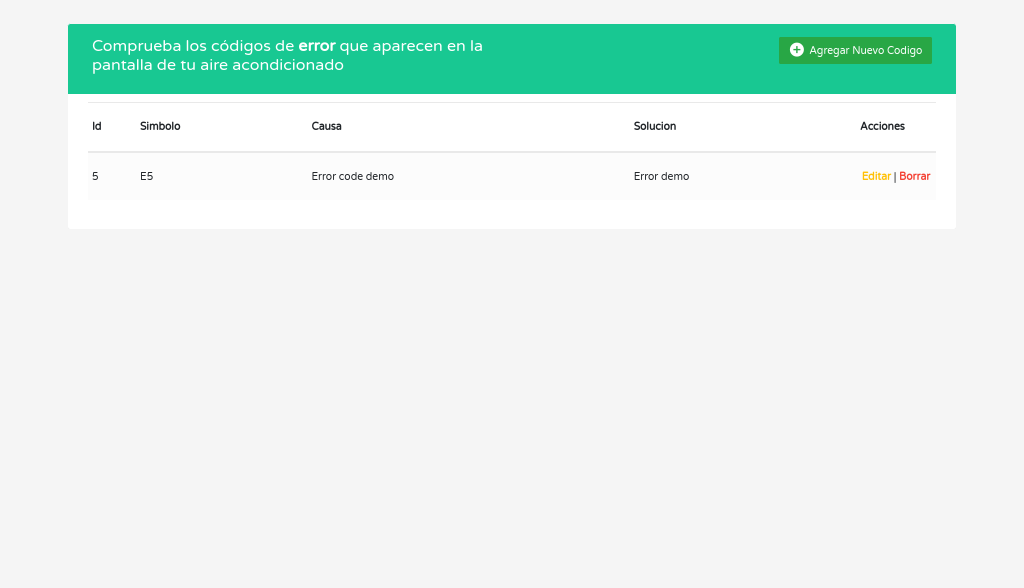 Comprueba los códigos de error que aparecen en la
pantalla de tu aire acondicionado
Agregar Nuevo Codigo
Id Simbolo Causa Solucion Acciones
5 E5 Error code demo Error demo Editar | Borrar